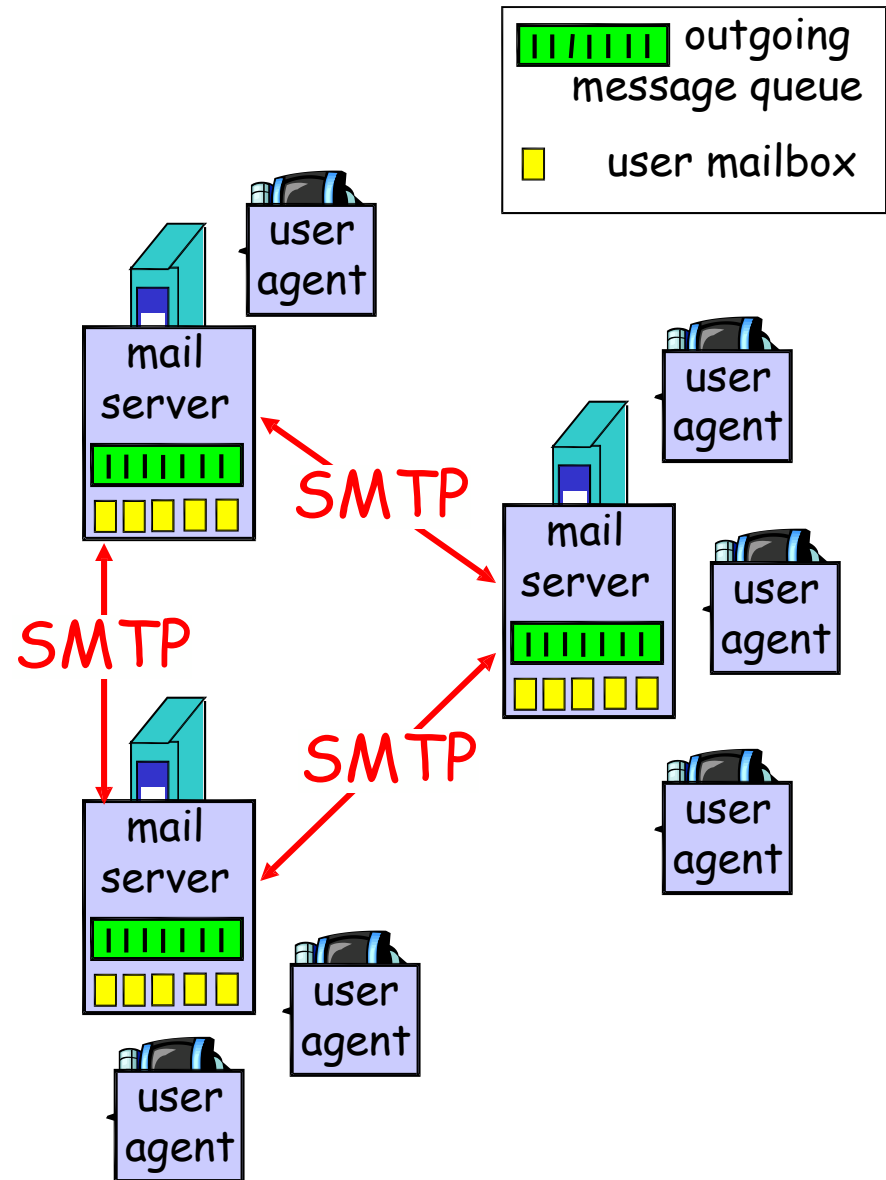 outgoing
message queue
user mailbox
user
agent
mail
server
user
agent
SMTP
mail
server
user
agent
SMTP
SMTP
user
agent
mail
server
user
agent
user
agent